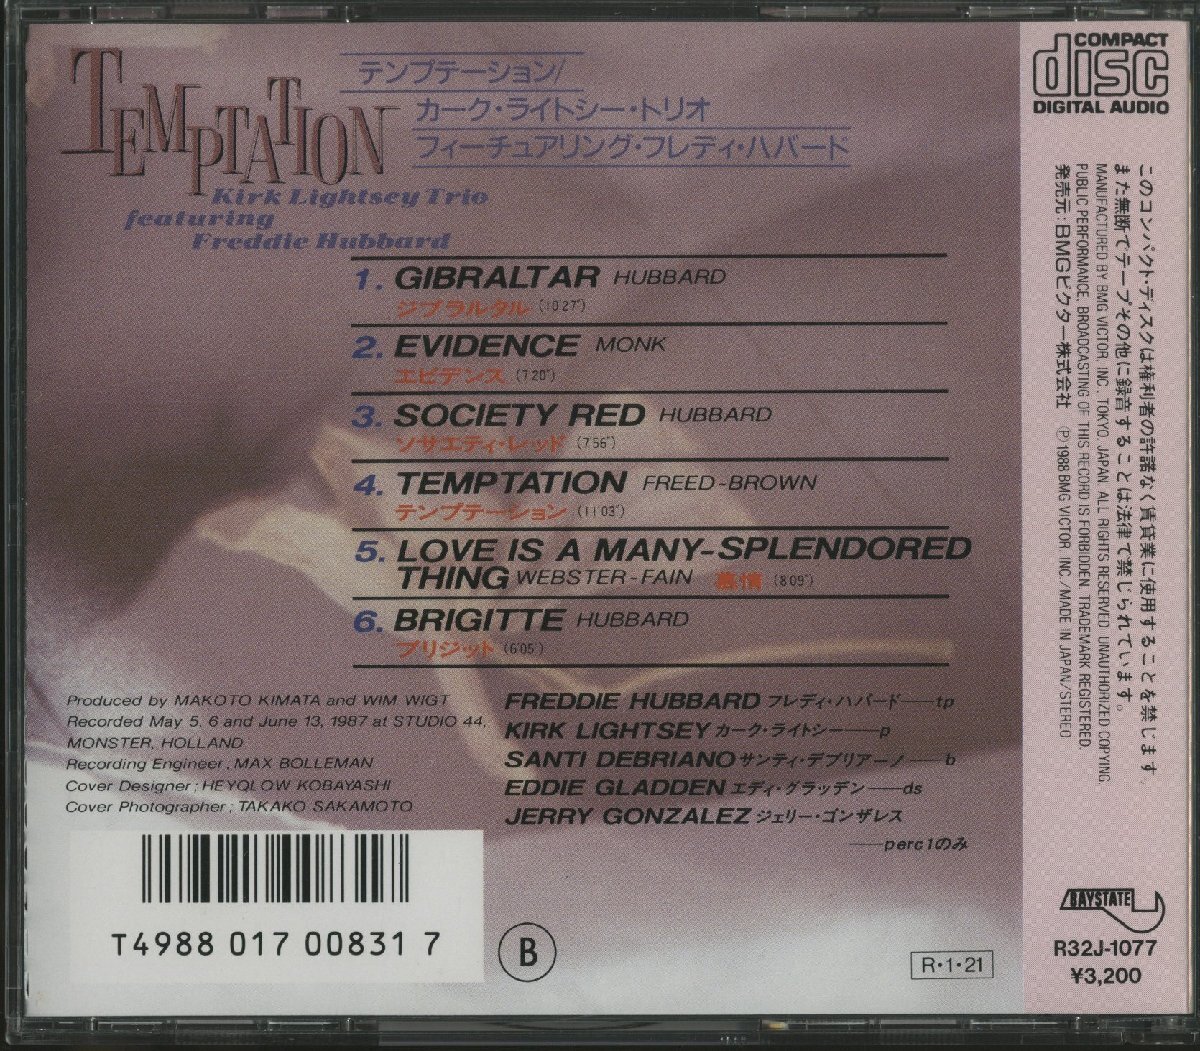 TEMPTATION
Kirk Lightsey Trio
featuring
Freddie Hubbard
テンプテーション/
カーク・ライトシー・トリオ
フィーチュアリング・フレディ・ハバード
1. GIBRALTAR HUBBARD
ジブラルタル (10'27")
2. EVIDENCE MONK
エビデンス (7'20")
3. SOCIETY RED HUBBARD
ソサエティ・レッド (7'56")
4. TEMPTATION FREED-BROWN
テンプテーション (11'03")
5. LOVE IS A MANY-SPLENDORED
THING WEBSTER-FAIN 慕情 (8'09")
6. BRIGITTE HUBBARD
ブリジット (6'05")
Produced by MAKOTO KIMATA and WIM WIGT
Recorded May 5, 6 and June 13, 1987 at STUDIO 44,
MONSTER, HOLLAND
Recording Engineer, MAX BOLLEMAN
Cover Designer; HEYQLOW KOBAYASHI
Cover Photographer; TAKAKO SAKAMOTO
FREDDIE HUBBARD フレディ・ハバード——tp
KIRK LIGHTSEY カーク・ライトシー——p
SANTI DEBRIANO サンティ・デブリアーノ——b
EDDIE GLADDEN エディ・グラッデン——ds
JERRY GONZALEZ ジェリー・ゴンザレス
——perc1のみ
T4988 017 00831 7
B
R・1・21
COMPACT
disc
DIGITAL AUDIO
このコンパクト・ディスクは権利者の許諾なく賃貸業に使用することを禁じます。
また無断でテープその他に録音することは法律で禁じられています。
MANUFACTURED BY BMG VICTOR, INC. TOKYO, JAPAN. ALL RIGHTS RESERVED. UNAUTHORIZED COPYING,
PUBLIC PERFORMANCE, BROADCASTING OF THIS RECORD IS FORBIDDEN. TRADEMARK REGISTERED.
発売元：BMGビクター株式会社 Ⓟ1988 BMG VICTOR INC./MADE IN JAPAN/STEREO
BAYSTATE
R32J-1077
¥3,200